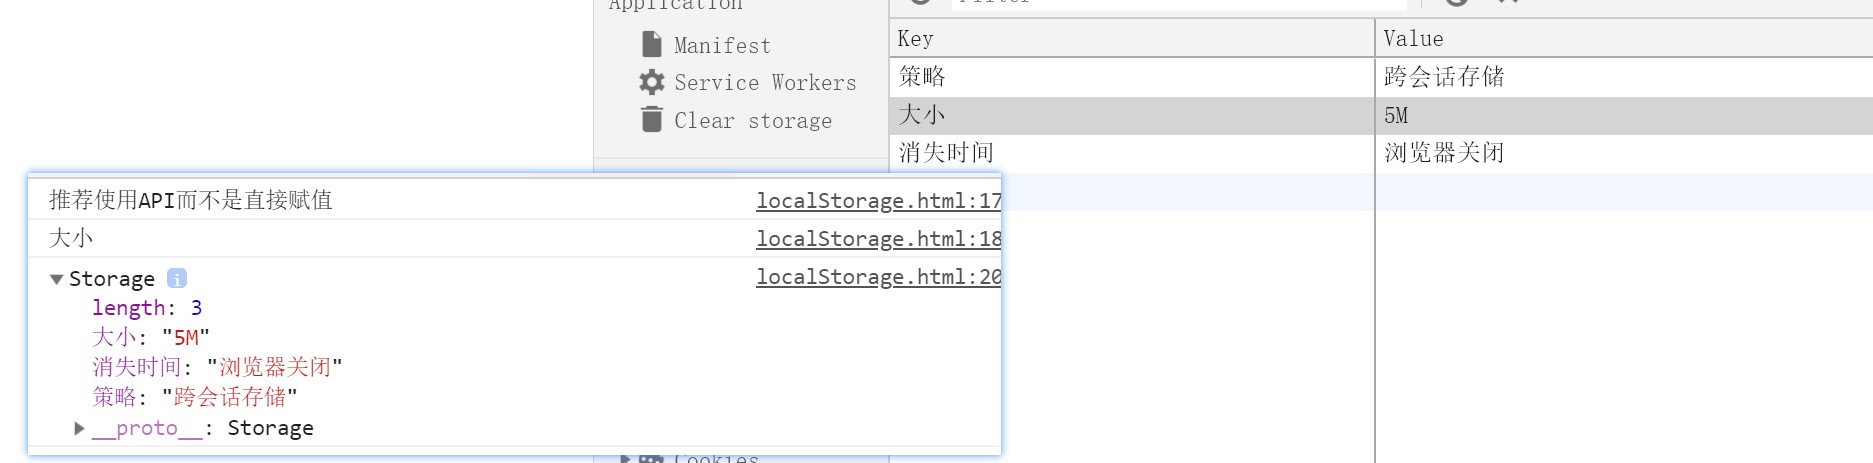 Application
Filter
Manifest
Service Workers
Clear storage
Key Value
策略 跨会话存储
大小 5M
消失时间 浏览器关闭
推荐使用API而不是直接赋值 localStorage.html:17
大小 localStorage.html:18
Storage i localStorage.html:20
length: 3
大小: "5M"
消失时间: "浏览器关闭"
策略: "跨会话存储"
__proto__: Storage
Cookies